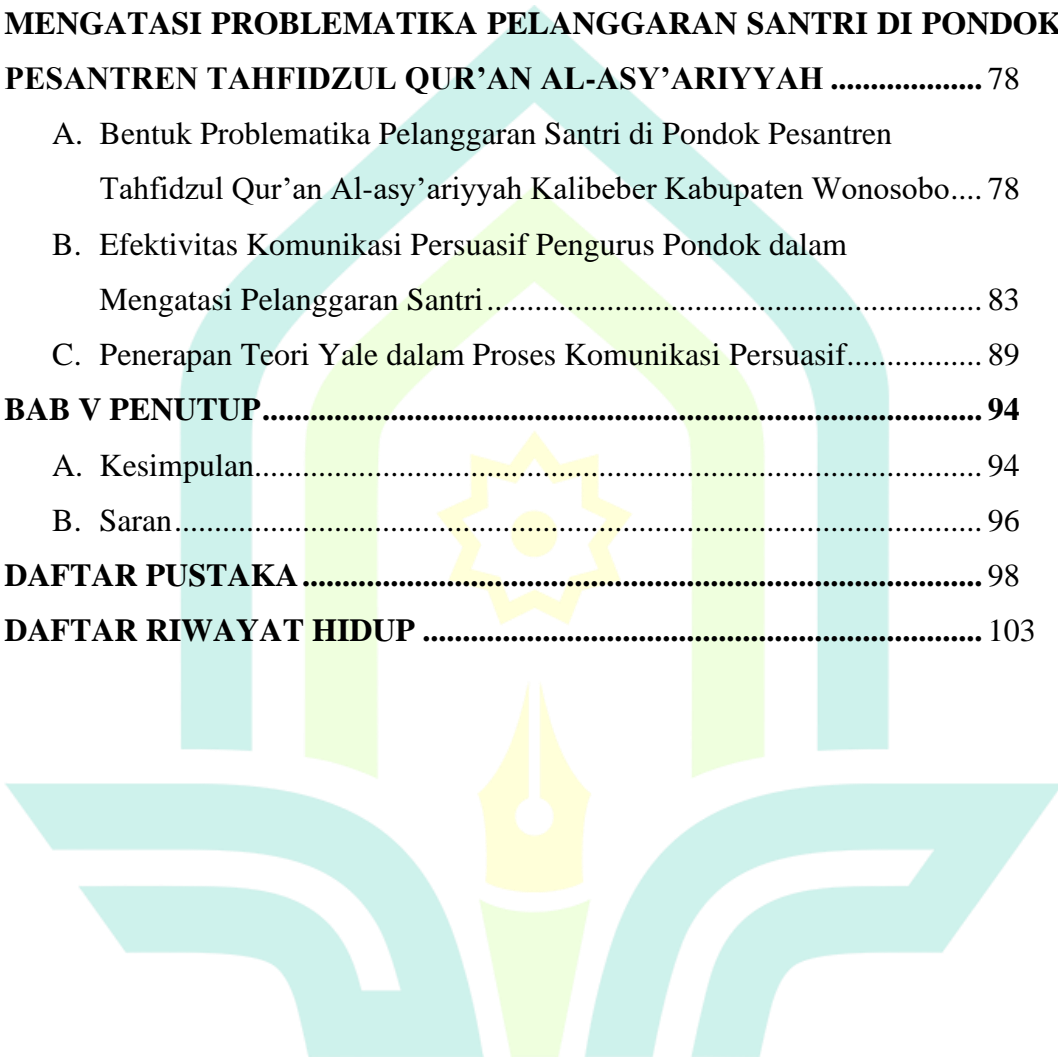 MENGATASI PROBLEMATIKA PELANGGARAN SANTRI DI PONDOK
PESANTREN TAHFIDZUL QUR’AN AL-ASY’ARIYYAH ................... 78
A. Bentuk Problematika Pelanggaran Santri di Pondok Pesantren
Tahfidzul Qur’an Al-asy’ariyyah Kalibeber Kabupaten Wonosobo.... 78
B. Efektivitas Komunikasi Persuasif Pengurus Pondok dalam
Mengatasi Pelanggaran Santri.............................................................. 83
C. Penerapan Teori Yale dalam Proses Komunikasi Persuasif................. 89
BAB V PENUTUP.................................................................................... 94
A. Kesimpulan......................................................................................... 94
B. Saran................................................................................................... 96
DAFTAR PUSTAKA ............................................................................... 98
DAFTAR RIWAYAT HIDUP .................................................................. 103